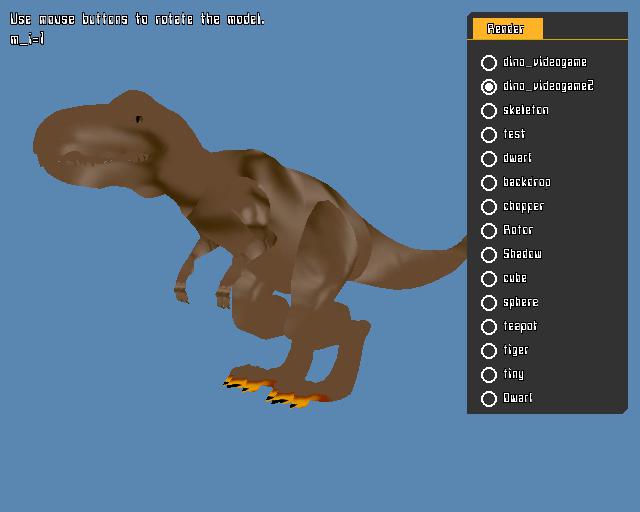 Use mouse buttons to rotate the model.
m_i=1
Render
dino_videogame
dino_videogame2
skeleton
test
dwarf
backdrop
chopper
Rotor
Shadow
cube
sphere
teapot
tiger
tiny
Dwarf